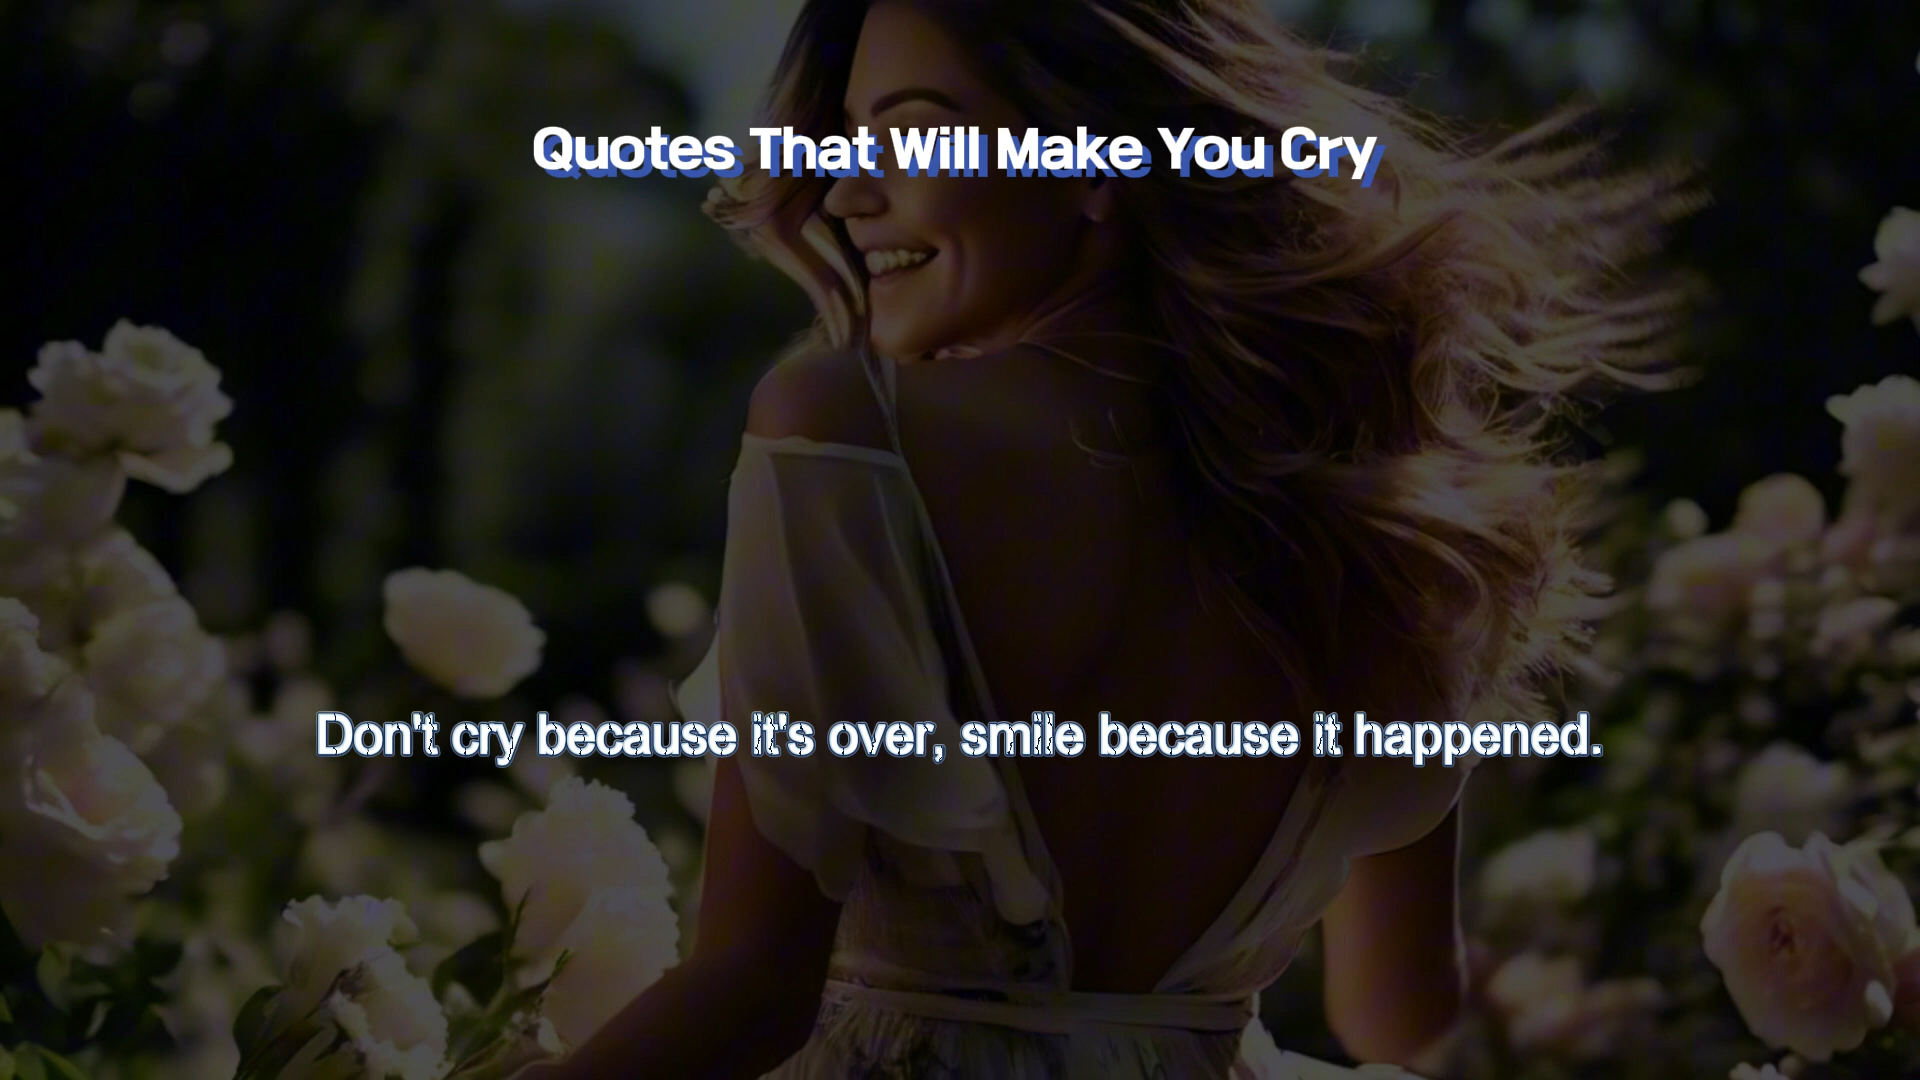 Quotes That Will Make You Cry
Don't cry because it's over, smile because it happened.